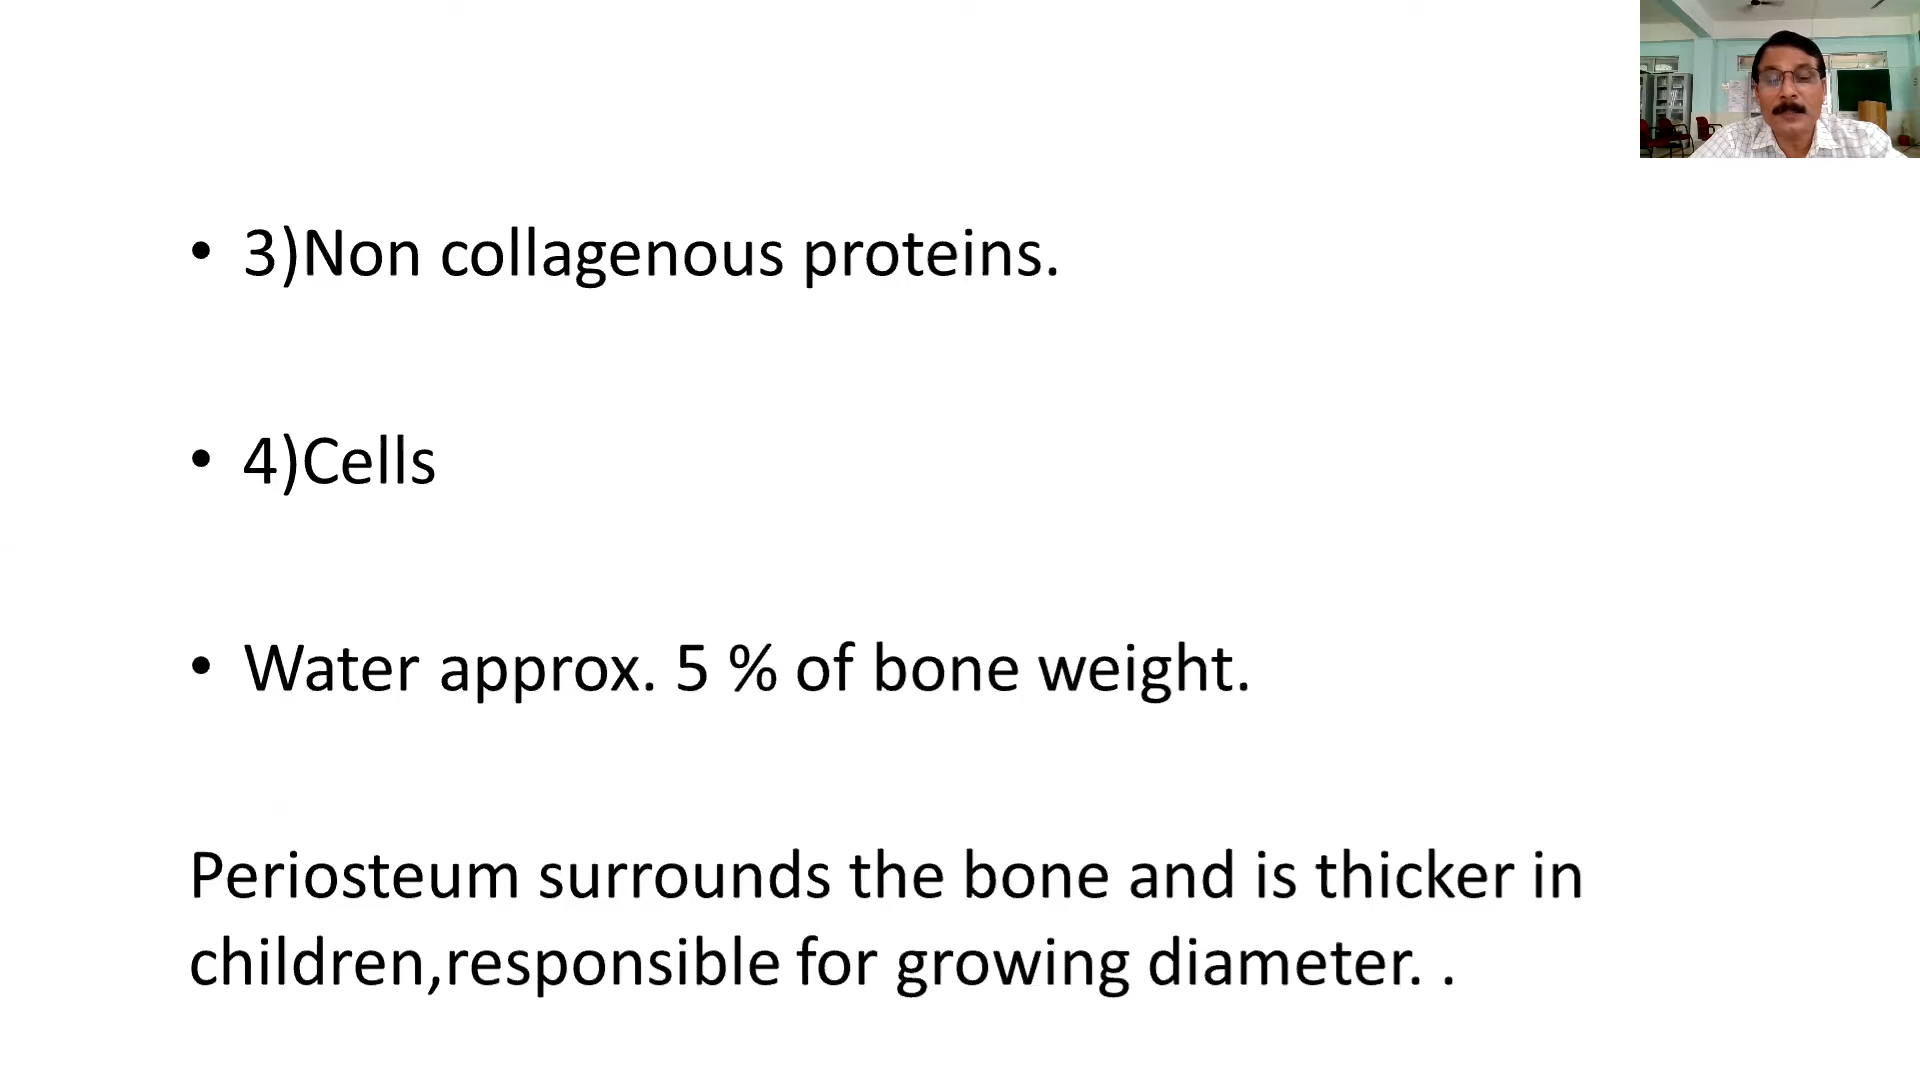 • 3)Non collagenous proteins.
• 4)Cells
• Water approx. 5 % of bone weight.
Periosteum surrounds the bone and is thicker in
children,responsible for growing diameter. .